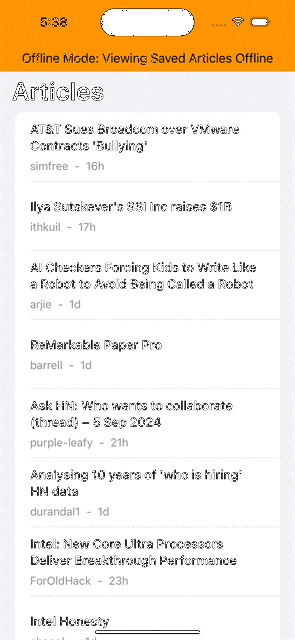 5:38
Offline Mode: Viewing Saved Articles Offline
Articles
AT&T Sues Broadcom over VMware
Contracts 'Bullying'
simfree - 16h
Ilya Sutskever's SSI Inc raises $1B
ithkuil - 17h
AI Checkers Forcing Kids to Write Like
a Robot to Avoid Being Called a Robot
arjie - 1d
ReMarkable Paper Pro
barrell - 1d
Ask HN: Who wants to collaborate
(thread) – 5 Sep 2024
purple-leafy - 21h
Analysing 10 years of 'who is hiring'
HN data
durandal1 - 1d
Intel: New Core Ultra Processors
Deliver Breakthrough Performance
ForOldHack - 23h
Intel Honesty